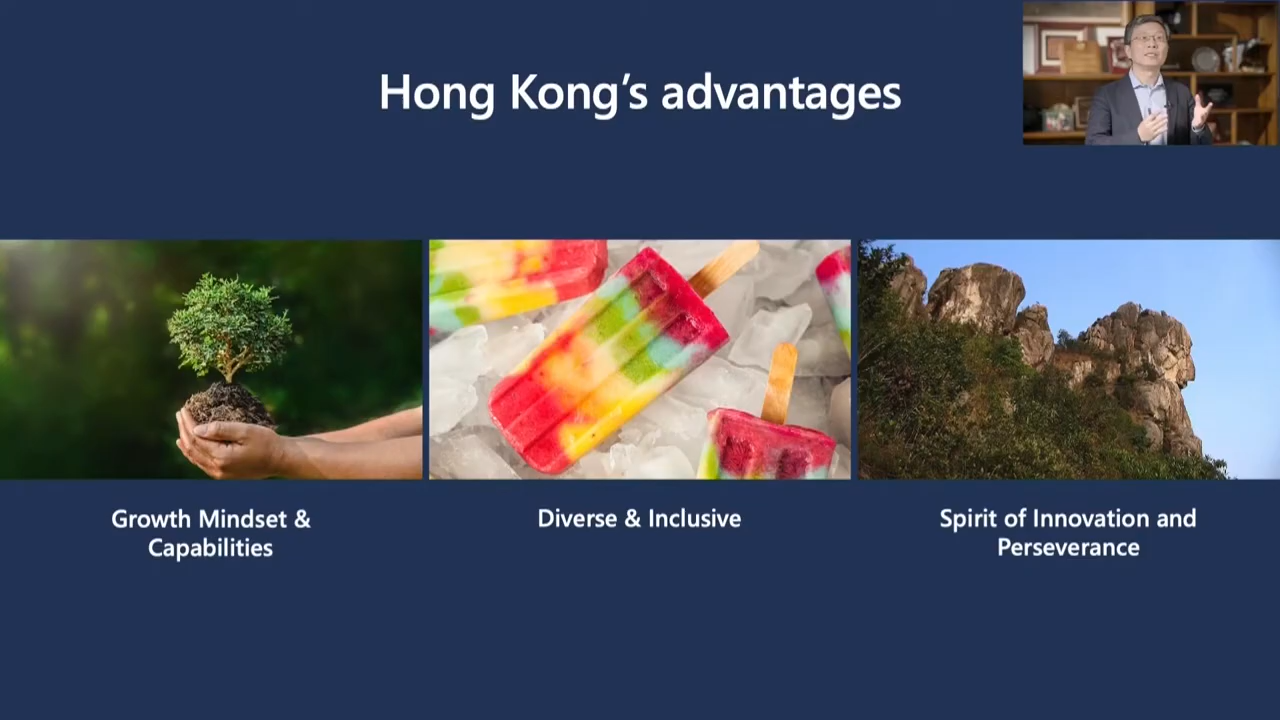 Hong Kong’s advantages
Growth Mindset &
Capabilities
Diverse & Inclusive
Spirit of Innovation and
Perseverance